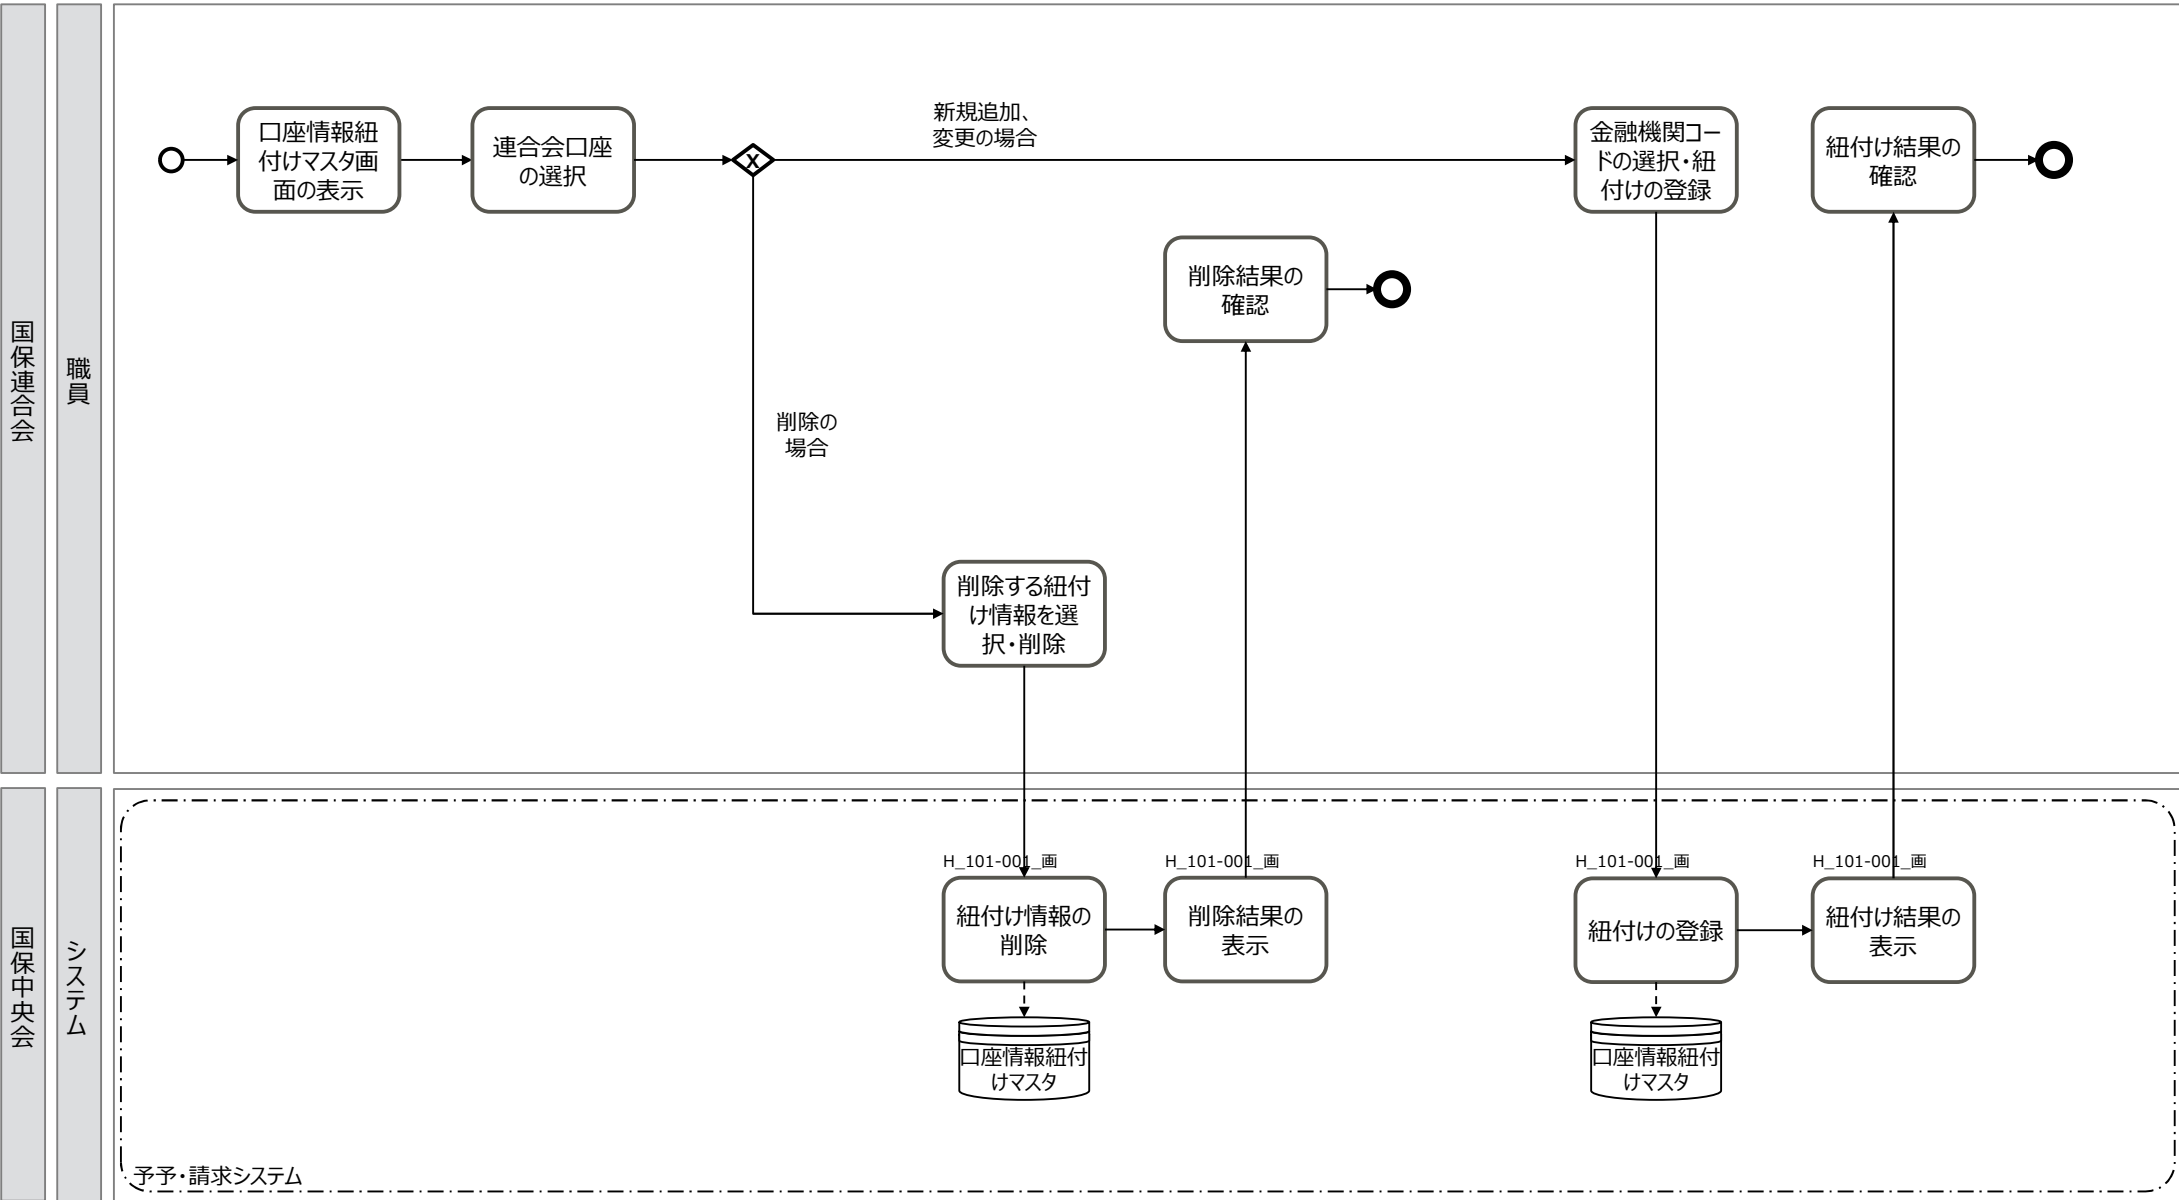 国保連合会
職員
口座情報紐
付けマスタ画
面の表示
連合会口座
の選択
X
新規追加、
変更の場合
金融機関コー
ドの選択・紐
付けの登録
紐付け結果の
確認
削除結果の
確認
削除の
場合
削除する紐付
け情報を選
択・削除
国保中央会
システム
H_101-001_画
紐付け情報の
削除
H_101-001_画
削除結果の
表示
H_101-001_画
紐付けの登録
H_101-001_画
紐付け結果の
表示
口座情報紐付
けマスタ
口座情報紐付
けマスタ
予予・請求システム